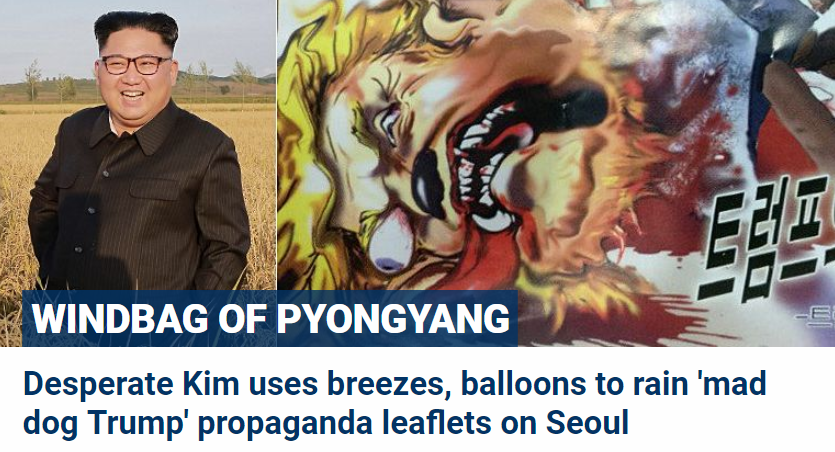 트럼프
WINDBAG OF PYONGYANG
Desperate Kim uses breezes, balloons to rain 'mad
dog Trump' propaganda leaflets on Seoul